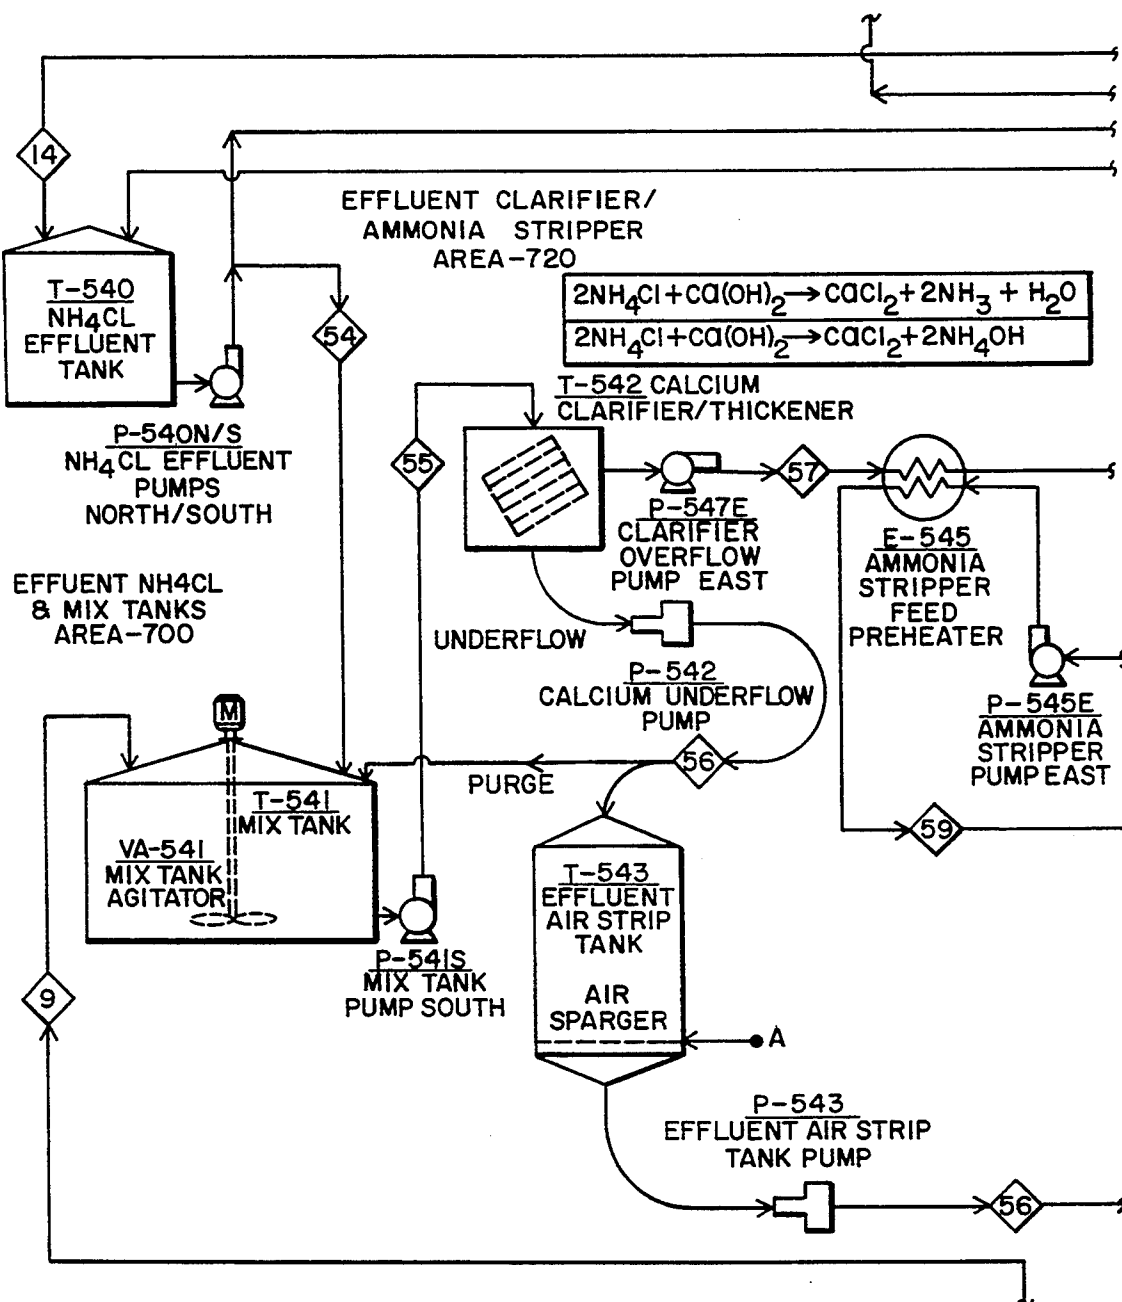 14
EFFLUENT CLARIFIER/
AMMONIA STRIPPER
AREA-720
T-540
NH4CL
EFFLUENT
TANK
2NH4Cl+Ca(OH)2→CaCl2+2NH3 + H2O
2NH4Cl+Ca(OH)2→CaCl2+2NH4OH
54
T-542 CALCIUM
CLARIFIER/THICKENER
P-540N/S
NH4CL EFFLUENT
PUMPS
NORTH/SOUTH
55
57
P-547E
CLARIFIER
OVERFLOW
PUMP EAST
E-545
AMMONIA
STRIPPER
FEED
PREHEATER
EFFUENT NH4CL
& MIX TANKS
AREA-700
UNDERFLOW
P-542
CALCIUM UNDERFLOW
PUMP
P-545E
AMMONIA
STRIPPER
PUMP EAST
M
56
PURGE
T-541
MIX TANK
59
VA-541
MIX TANK
AGITATOR
T-543
EFFLUENT
AIR STRIP
TANK
P-541S
MIX TANK
PUMP SOUTH
9
AIR
SPARGER
A
P-543
EFFLUENT AIR STRIP
TANK PUMP
56